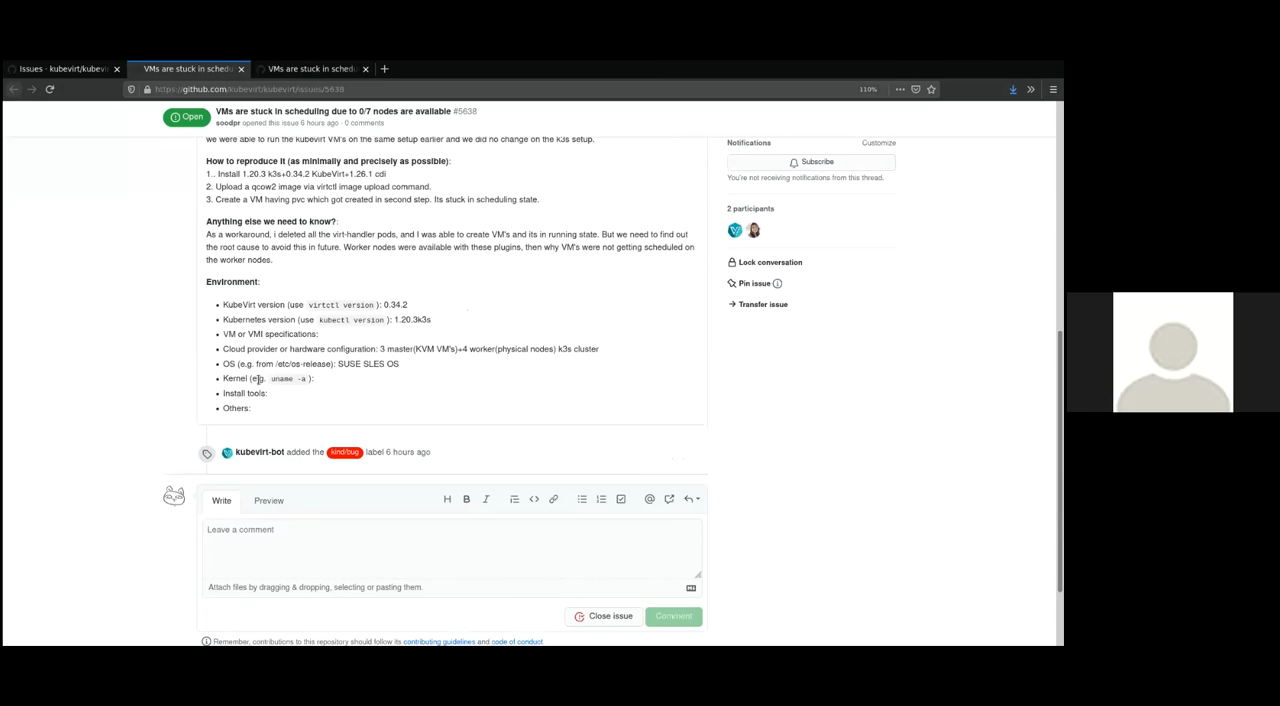 Issues · kubevirt/kubevir
VMs are stuck in schedu
VMs are stuck in schedu
https://github.com/kubevirt/kubevirt/issues/5638
110%
Open
VMs are stuck in scheduling due to 0/7 nodes are available #5638
soodpr opened this issue 6 hours ago · 0 comments
we were able to run the kubevirt VM's on the same setup earlier and we did no change on the k3s setup.
How to reproduce it (as minimally and precisely as possible):
1.. Install 1.20.3 k3s+0.34.2 KubeVirt+1.26.1 cdi
2. Upload a qcow2 image via virtctl image upload command.
3. Create a VM having pvc which got created in second step. Its stuck in scheduling state.
Anything else we need to know?:
As a workaround, i deleted all the virt-handler pods, and I was able to create VM's and its in running state. But we need to find out
the root cause to avoid this in future. Worker nodes were available with these plugins, then why VM's were not getting scheduled on
the worker nodes.
Environment:
• KubeVirt version (use virtctl version): 0.34.2
• Kubernetes version (use kubectl version): 1.20.3k3s
• VM or VMI specifications:
• Cloud provider or hardware configuration: 3 master(KVM VM's)+4 worker(physical nodes) k3s cluster
• OS (e.g. from /etc/os-release): SUSE SLES OS
• Kernel (e.g. uname -a):
• Install tools:
• Others:
kubevirt-bot added the kind/bug label 6 hours ago
Write
Preview
Leave a comment
Attach files by dragging & dropping, selecting or pasting them.
Close issue
Comment
Remember, contributions to this repository should follow its contributing guidelines and code of conduct.
Notifications
Customize
Subscribe
You're not receiving notifications from this thread.
2 participants
Lock conversation
Pin issue
Transfer issue